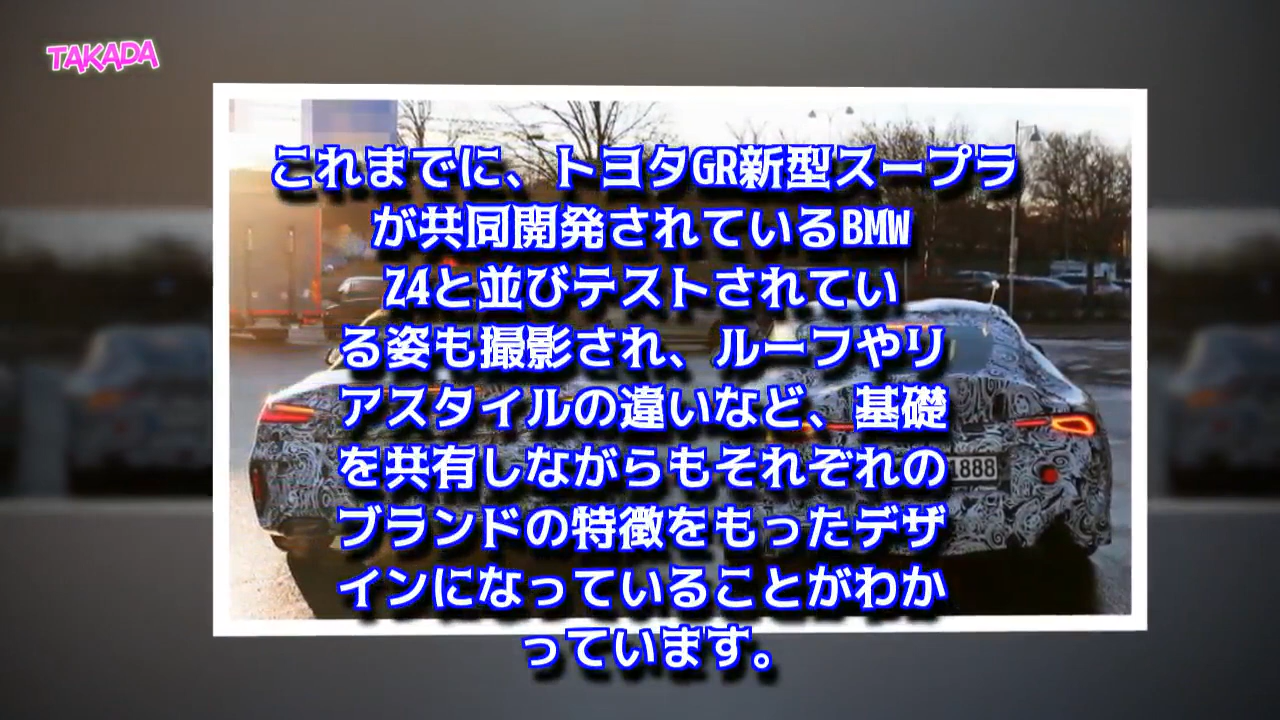 TAKADA
これまでに、トヨタGR新型スープラ
が共同開発されているBMW
Z4と並びテストされてい
る姿も撮影され、ルーフやリ
アスタイルの違いなど、基礎
を共有しながらもそれぞれの
1888
ブランドの特徴をもったデザ
インになっていることがわか
っています。